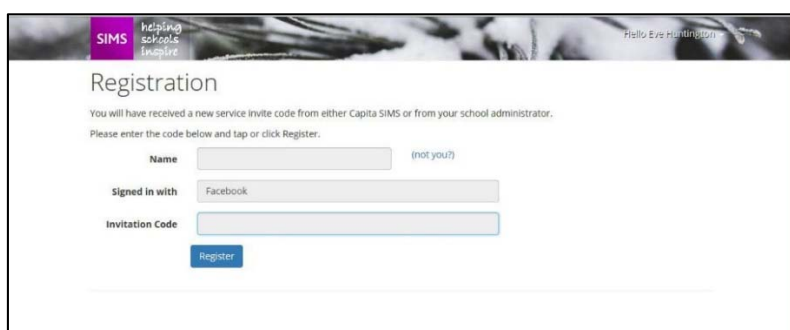 SIMS
helping
schools
inspire
Hello Eve Huntington
Registration
You will have received a new service invite code from either Capita SIMS or from your school administrator.
Please enter the code below and tap or click Register.
Name
(not you?)
Signed in with Facebook
Invitation Code
Register